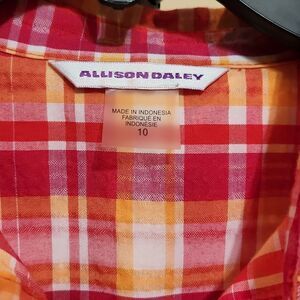 ALLISON DALEY
MADE IN INDONESIA
FABRIQUÉ EN
INDONÉSIE
10